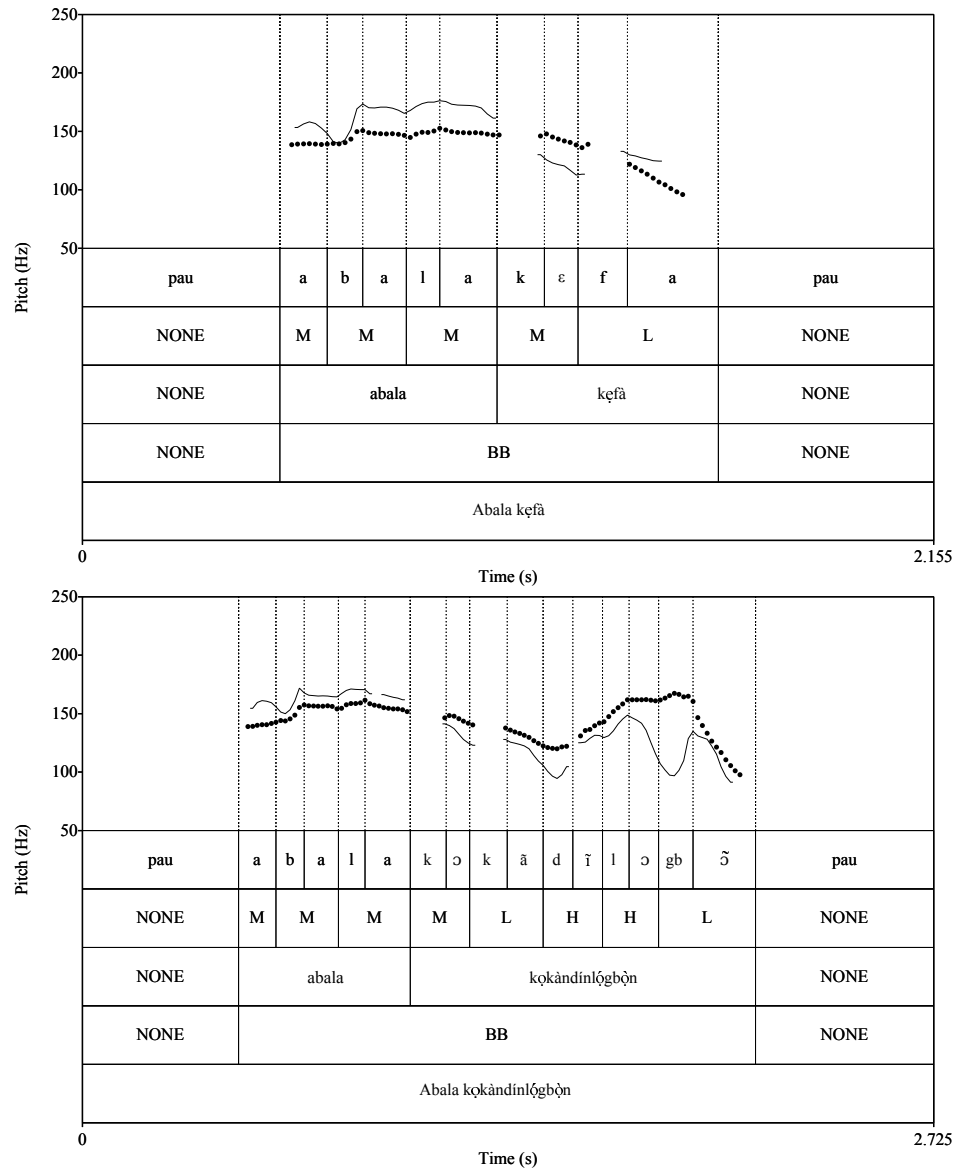 250
200
150
100
50
Pitch (Hz)
pau a b a l a k ɛ f a pau
NONE M M M M L NONE
NONE abala kẹfà NONE
NONE BB NONE
Abala kẹfà
0 2.155
Time (s)
250
200
150
100
50
Pitch (Hz)
pau a b a l a k ɔ k ã d ĩ l ɔ gb ɔ̃ pau
NONE M M M M L H H L NONE
NONE abala kọkàndínlọ́gbọ̀n NONE
NONE BB NONE
Abala kọkàndínlọ́gbọ̀n
0 2.725
Time (s)